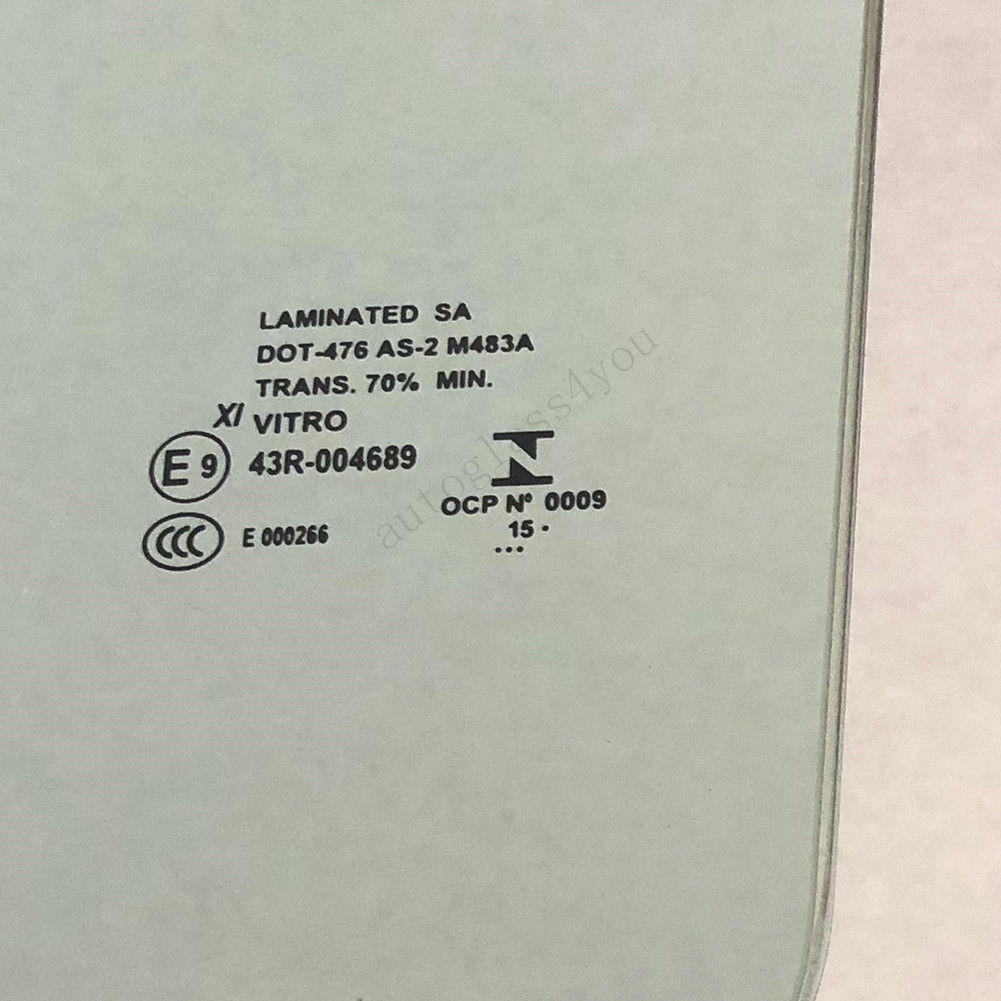 LAMINATED SA
DOT-476 AS-2 M483A
TRANS. 70% MIN.
XI VITRO
E 9 43R-004689
OCP Nº 0009
CCC E 000266
15 .
...
autoglass4you